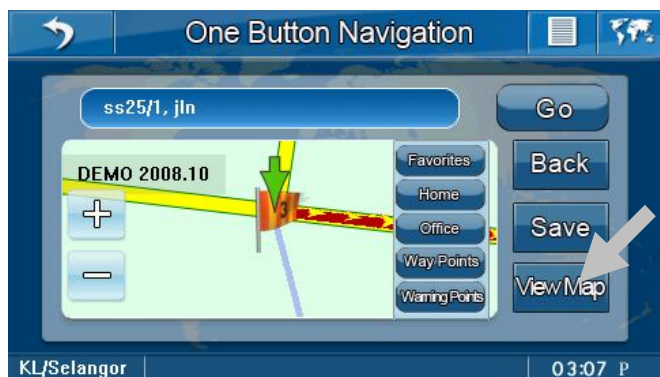 One Button Navigation
ss25/1, jln
Go
DEMO 2008.10
3
Favorites
Home
Office
Way Points
Warning Points
Back
Save
View Map
KL/Selangor
03:07 P